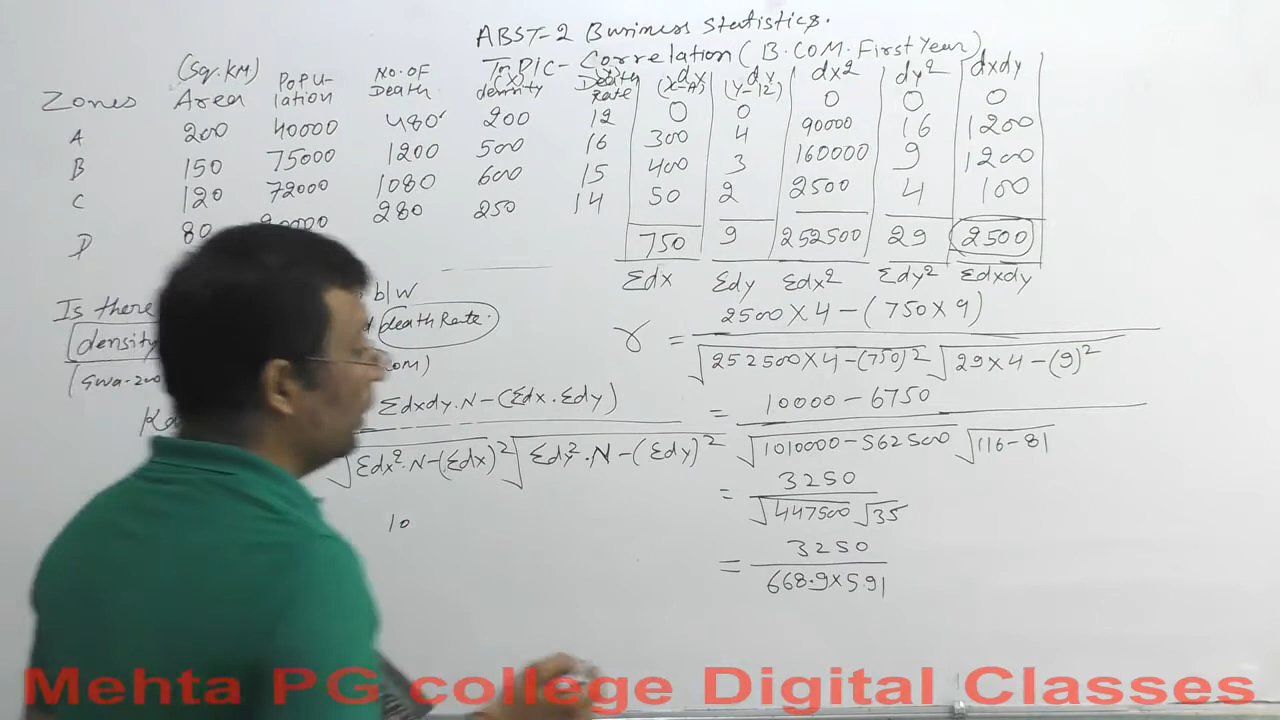 ABST-2 Business Statistics.
Topic- Correlation (B.COM. First Year)
Zones (Sq.KM) Area Popu-lation No. OF Death (X) density Death Rate dx (X-A) dy (Y-12) dx2 dy2 dxdy
A 200 40000 480 200 12 0 0 0 0 0
B 150 75000 1200 500 16 300 4 90000 16 1200
C 120 72000 1080 600 15 400 3 160000 9 1200
D 80 280 250 14 50 2 2500 4 100
750 9 252500 29 2500
Σdx Σdy Σdx² Σdy² Σdxdy
Is there b/w
density death Rate.
Σdxdy.N-(Σdx.Σdy)
√Σdx².N-(Σdx)² √Σdy².N-(Σdy)²
10
r = 2500×4-(750×9)
√252500×4-(750)² √29×4-(9)²
= 10000-6750
√1010000-562500 √116-81
= 3250
√447500 √35
= 3250
668.9×5.91
Mehta PG college Digital Classes